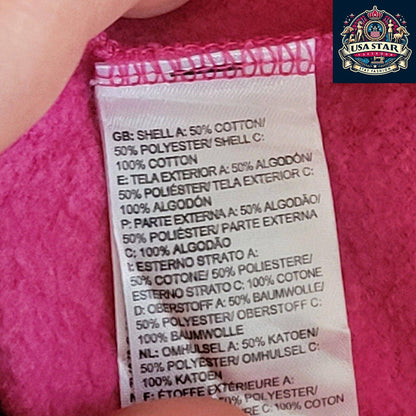 USA STAR
GB: SHELL A: 50% COTTON/
50% POLYESTER/ SHELL C:
100% COTTON
E: TELA EXTERIOR A: 50% ALGODÓN/
50% POLIÉSTER/ TELA EXTERIOR C:
100% ALGODÓN
P: PARTE EXTERNA A: 50% ALGODÃO/
50% POLIÉSTER/ PARTE EXTERNA
C: 100% ALGODÃO
I: ESTERNO STRATO A:
50% COTONE/ 50% POLIESTERE/
ESTERNO STRATO C: 100% COTONE
D: OBERSTOFF A: 50% BAUMWOLLE/
50% POLYESTER/ OBERSTOFF C:
100% BAUMWOLLE
NL: OMHULSEL A: 50% KATOEN/
50% POLYESTER/ OMHULSEL C:
100% KATOEN
F: ÉTOFFE EXTÉRIEURE A:
50% POLYESTER/
C: 100% COTON